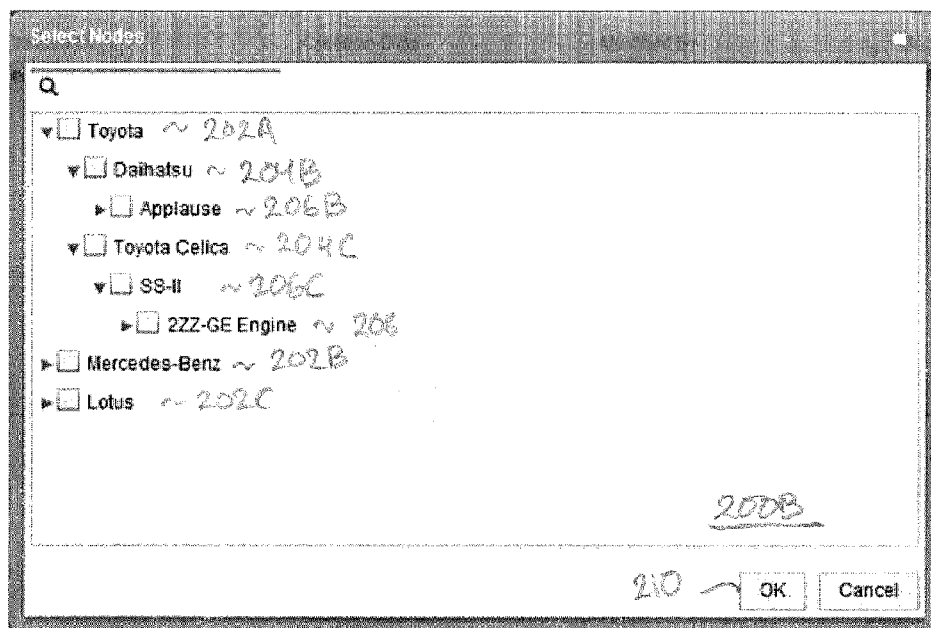 Select Nodes
Toyota ~ 202A
Daihatsu ~ 204B
Applause ~ 206B
Toyota Celica ~ 204C
SS-II ~ 206C
2ZZ-GE Engine ~ 206
Mercedes-Benz ~ 202B
Lotus ~ 202C
200B
210 OK Cancel